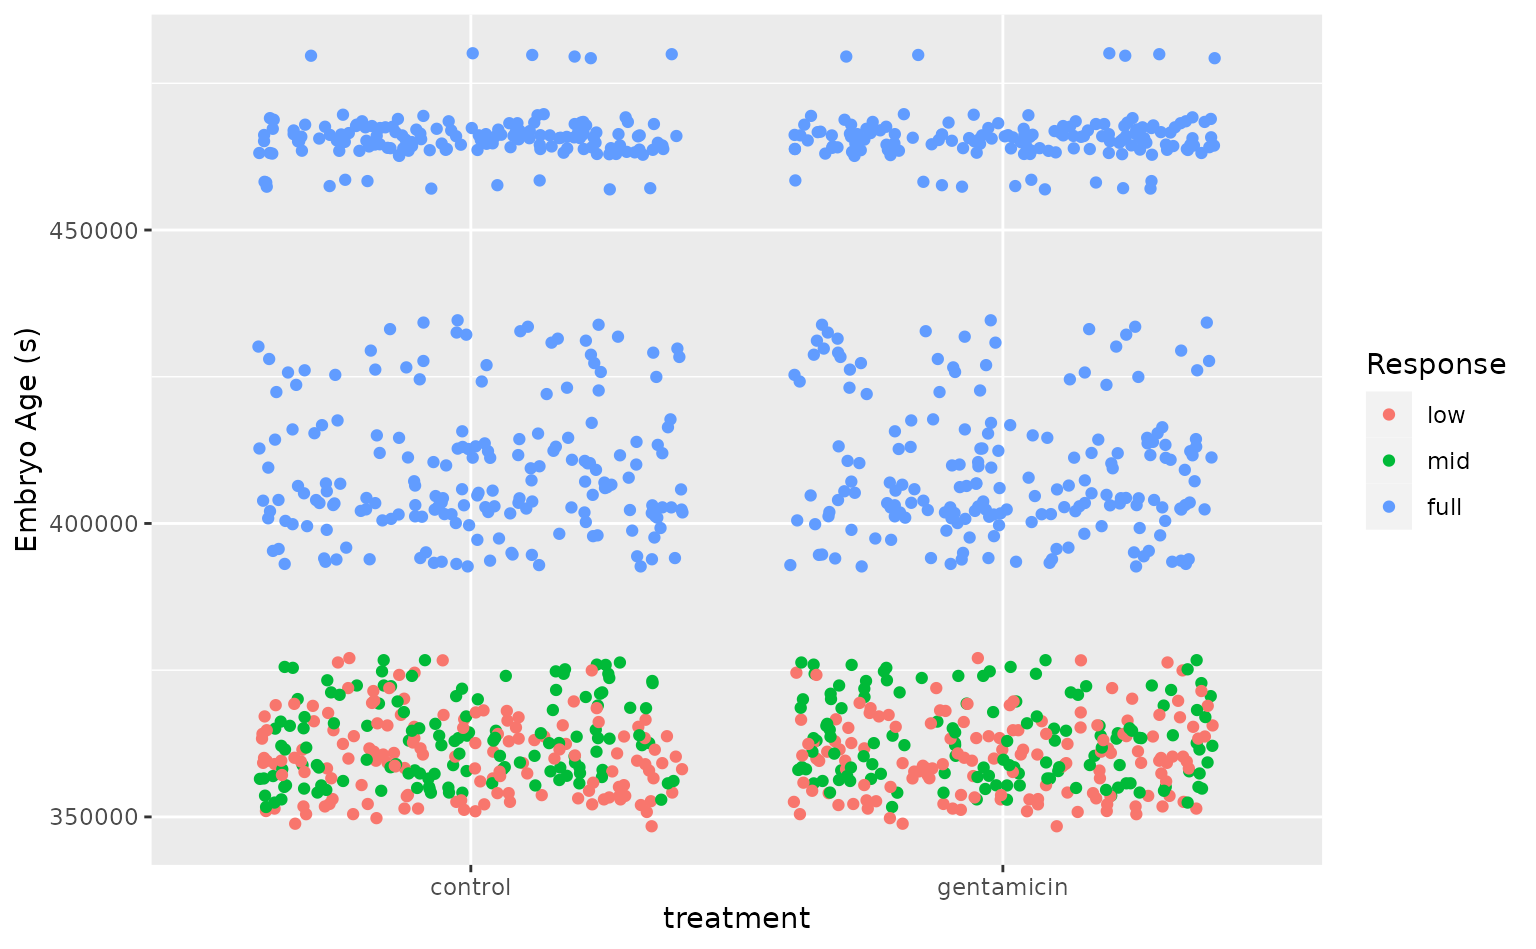 Embryo Age (s)
450000
400000
350000
control
gentamicin
treatment
Response
low
mid
full